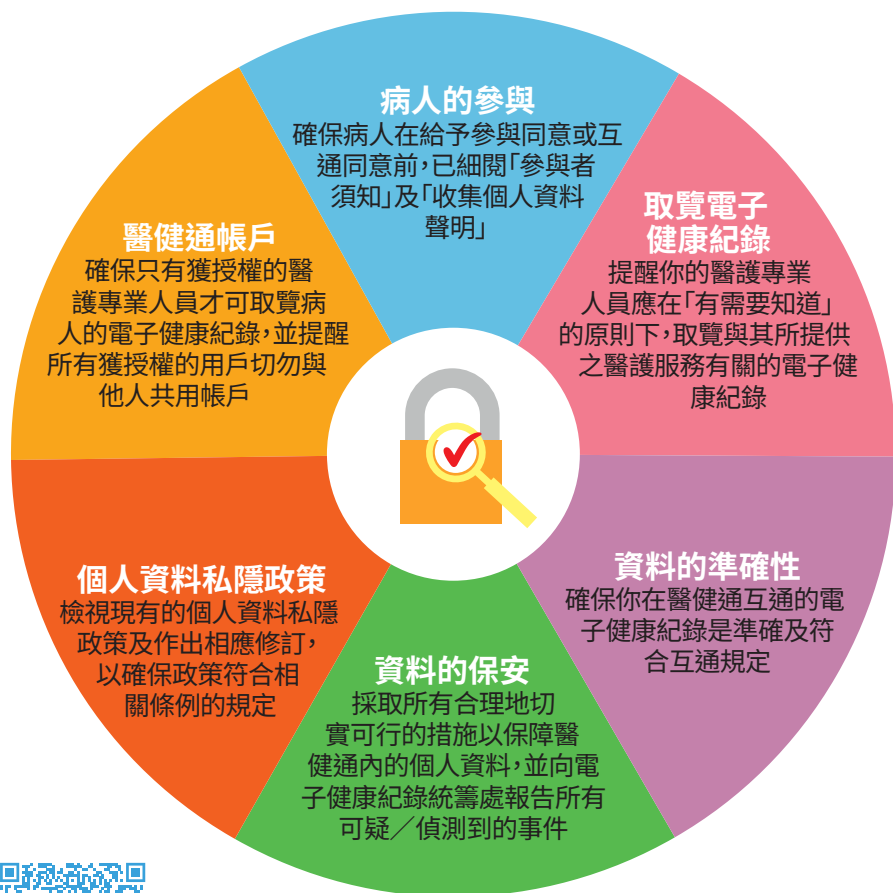 病人的參與
確保病人在給予參與同意或互
通同意前，已細閱「參與者
須知」及「收集個人資料
聲明」
取覽電子
健康紀錄
提醒你的醫護專業
人員應在「有需要知道」
的原則下，取覽與其所提供
之醫護服務有關的電子健
康紀錄
資料的準確性
確保你在醫健通互通的電
子健康紀錄是準確及符
合互通規定
資料的保安
採取所有合理地切
實可行的措施以保障醫
健通內的個人資料，並向電
子健康紀錄統籌處報告所有
可疑／偵測到的事件
個人資料私隱政策
檢視現有的個人資料私隱
政策及作出相應修訂，
以確保政策符合相
關條例的規定
醫健通帳戶
確保只有獲授權的醫
護專業人員才可取覽病
人的電子健康紀錄，並提醒
所有獲授權的用戶切勿與
他人共用帳戶